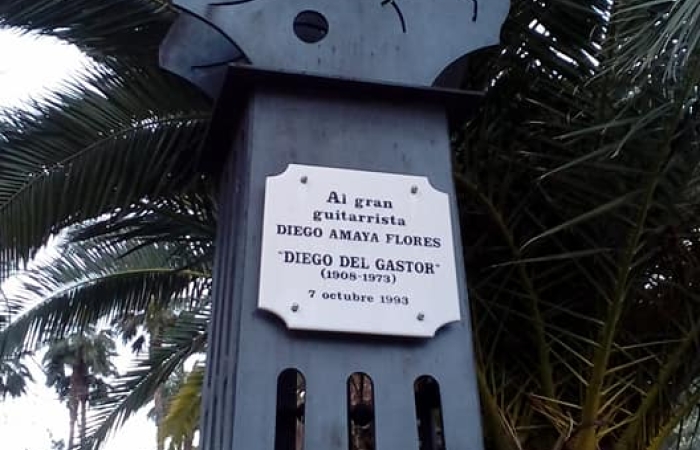 Al gran
guitarrista
DIEGO AMAYA FLORES
"DIEGO DEL GASTOR"
(1908-1973)
7 octubre 1993